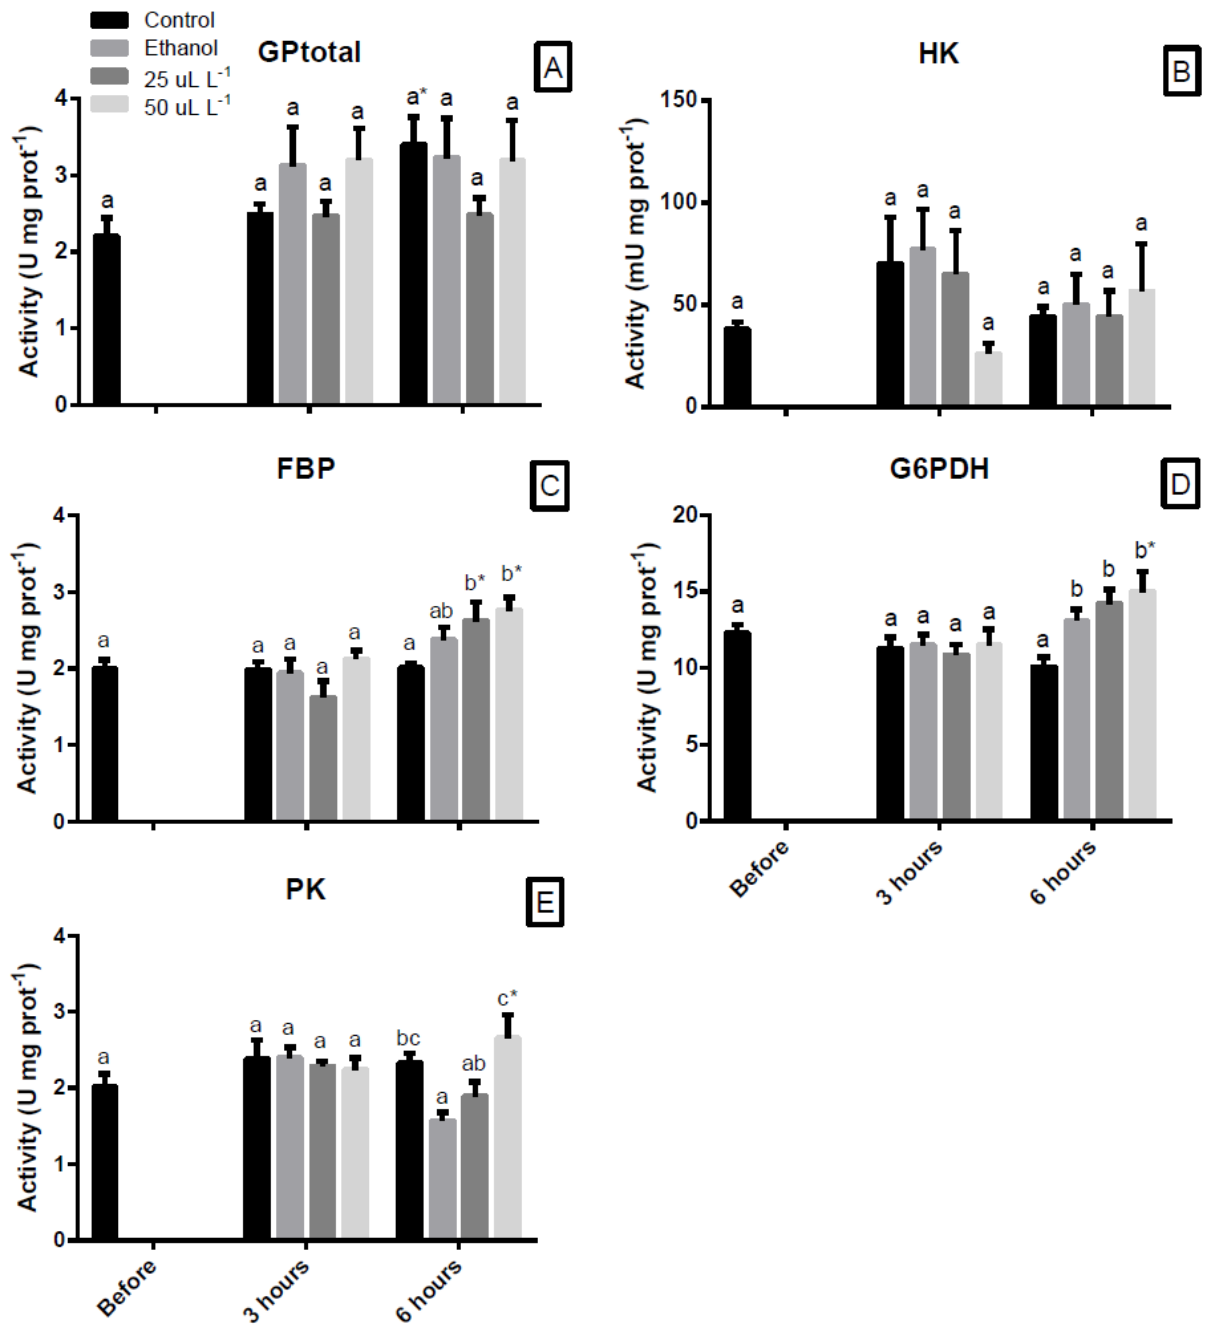 Control
Ethanol
25 uL L⁻¹
50 uL L⁻¹
GPtotal
A
Activity (U mg prot⁻¹)
4
3
2
1
0
a
a
a
a
a
a*
a
a
a
HK
B
Activity (mU mg prot⁻¹)
150
100
50
0
a
a
a
a
a
a
a
a
a
FBP
C
Activity (U mg prot⁻¹)
4
3
2
1
0
a
a
a
a
a
a
ab
b*
b*
G6PDH
D
Activity (U mg prot⁻¹)
20
15
10
5
0
a
a
a
a
a
a
b
b
b*
Before
3 hours
6 hours
PK
E
Activity (U mg prot⁻¹)
4
3
2
1
0
a
a
a
a
a
bc
a
ab
c*
Before
3 hours
6 hours